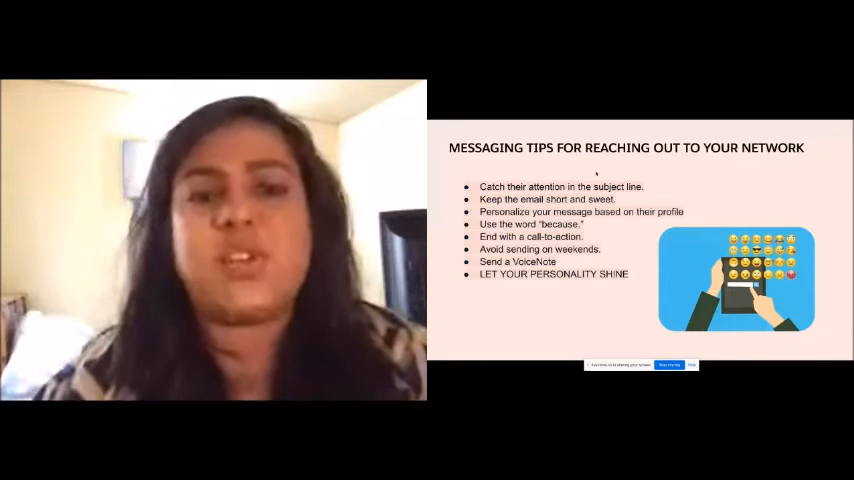 MESSAGING TIPS FOR REACHING OUT TO YOUR NETWORK
● Catch their attention in the subject line.
● Keep the email short and sweet.
● Personalize your message based on their profile
● Use the word “because.”
● End with a call-to-action.
● Avoid sending on weekends.
● Send a VoiceNote
● LET YOUR PERSONALITY SHINE
Stop sharing